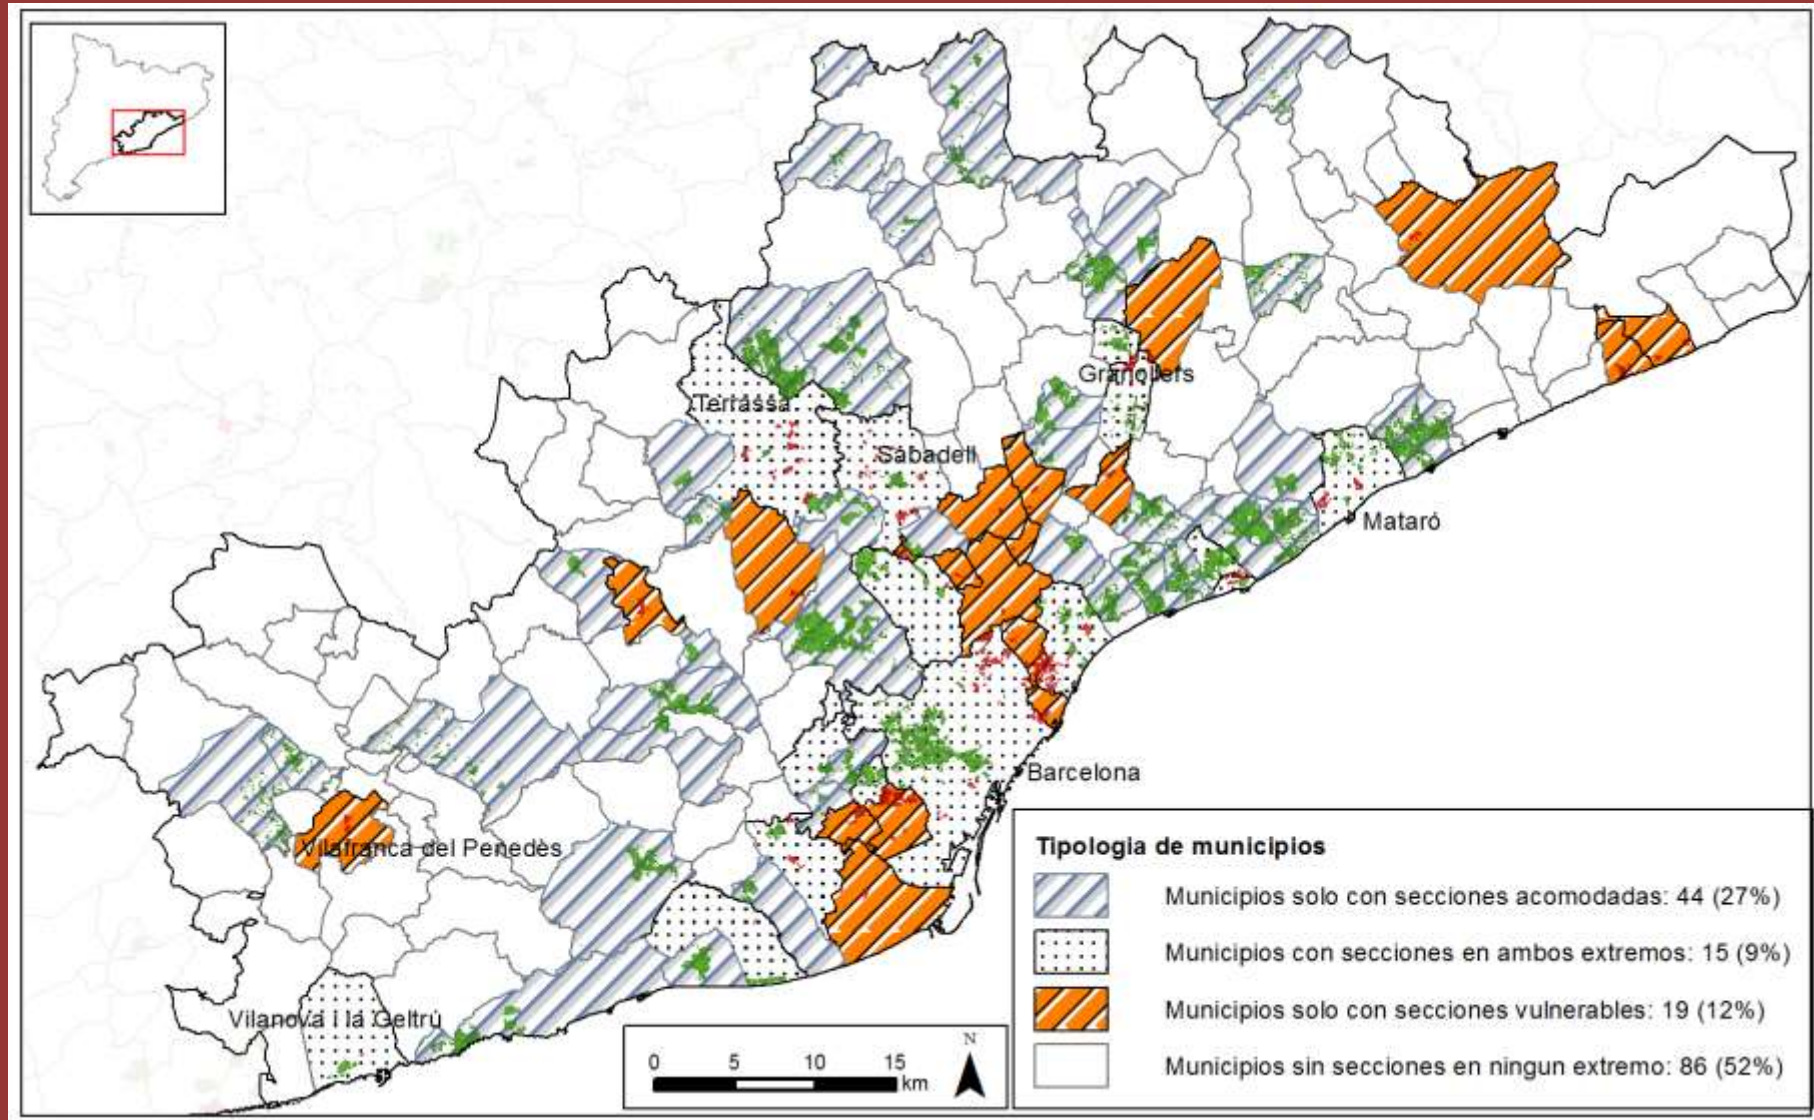 Terrassa
Sabadell
Granollers
Mataró
Barcelona
Vilafranca del Penedès
Vilanova i la Geltrú
Tipologia de municipios
Municipios solo con secciones acomodadas: 44 (27%)
Municipios con secciones en ambos extremos: 15 (9%)
Municipios solo con secciones vulnerables: 19 (12%)
Municipios sin secciones en ningun extremo: 86 (52%)
0 5 10 15
km
N